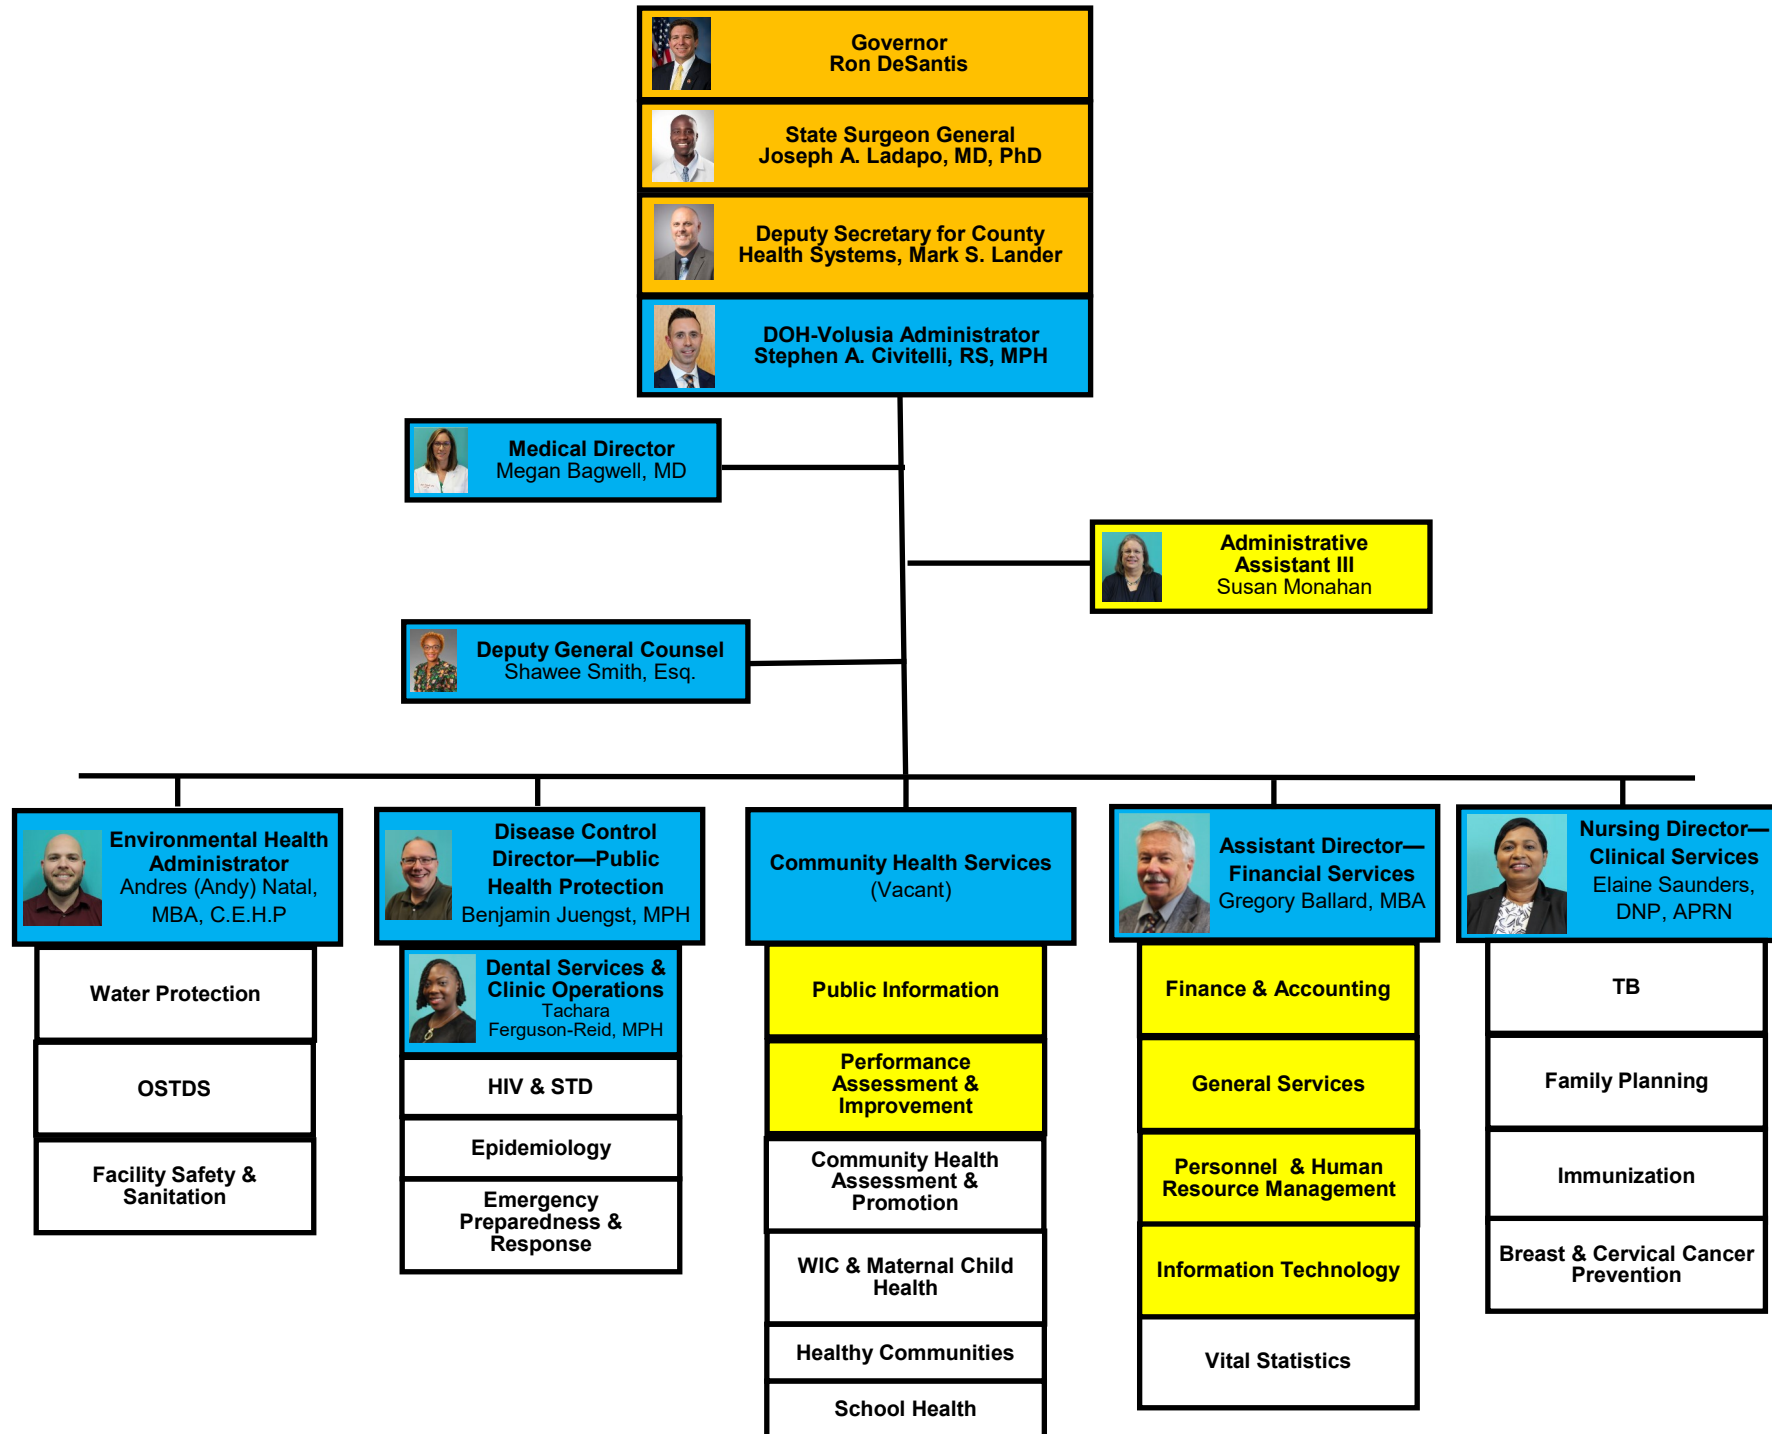 Governor
Ron DeSantis
State Surgeon General
Joseph A. Ladapo, MD, PhD
Deputy Secretary for County
Health Systems, Mark S. Lander
DOH-Volusia Administrator
Stephen A. Civitelli, RS, MPH
Medical Director
Megan Bagwell, MD
Administrative
Assistant III
Susan Monahan
Deputy General Counsel
Shawee Smith, Esq.
Environmental Health
Administrator
Andres (Andy) Natal,
MBA, C.E.H.P
Water Protection
OSTDS
Facility Safety &
Sanitation
Disease Control
Director—Public
Health Protection
Benjamin Juengst, MPH
Dental Services &
Clinic Operations
Tachara
Ferguson-Reid, MPH
HIV & STD
Epidemiology
Emergency
Preparedness &
Response
Community Health Services
(Vacant)
Public Information
Performance
Assessment &
Improvement
Community Health
Assessment &
Promotion
WIC & Maternal Child
Health
Healthy Communities
School Health
Assistant Director—
Financial Services
Gregory Ballard, MBA
Finance & Accounting
General Services
Personnel & Human
Resource Management
Information Technology
Vital Statistics
Nursing Director—
Clinical Services
Elaine Saunders,
DNP, APRN
TB
Family Planning
Immunization
Breast & Cervical Cancer
Prevention